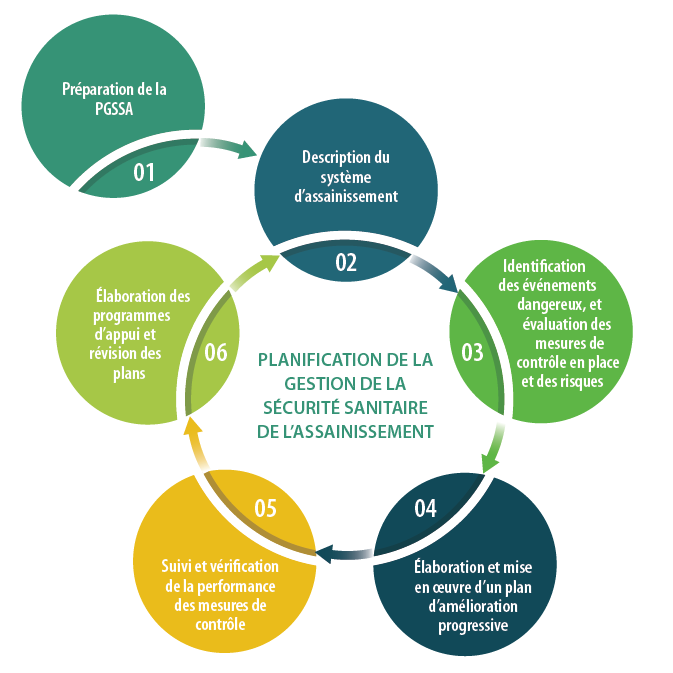 Préparation de la
PGSSA
01
Description du
système
d'assainissement
02
Identification
des événements
dangereux, et
évaluation des
mesures de
contrôle en place
et des risques
03
Élaboration et mise
en œuvre d'un plan
d'amélioration
progressive
04
Suivi et vérification
de la performance
des mesures de
contrôle
05
Élaboration des
programmes
d'appui et
révision des
plans
06
PLANIFICATION DE LA
GESTION DE LA
SÉCURITÉ SANITAIRE
DE L'ASSAINISSEMENT